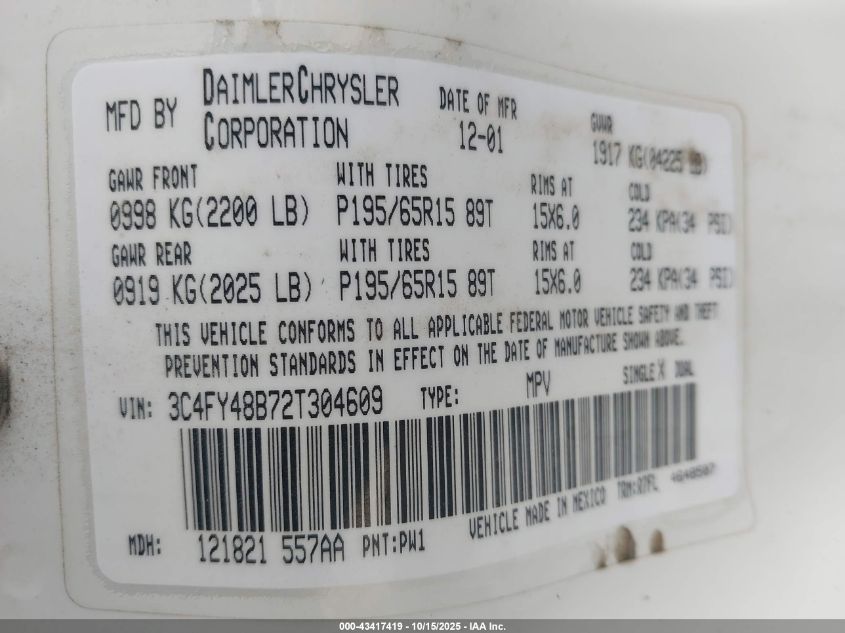 MFD BY DAIMLERCHRYSLER CORPORATION
DATE OF MFR 12-01
GVWR 1917 KG(04225 LB)
GAWR FRONT WITH TIRES RIMS AT COLD
0998 KG(2200 LB) P195/65R15 89T 15X6.0 234 KPA(34 PSI)
GAWR REAR WITH TIRES RIMS AT COLD
0919 KG(2025 LB) P195/65R15 89T 15X6.0 234 KPA(34 PSI)
THIS VEHICLE CONFORMS TO ALL APPLICABLE FEDERAL MOTOR VEHICLE SAFETY AND THEFT
PREVENTION STANDARDS IN EFFECT ON THE DATE OF MANUFACTURE SHOWN ABOVE.
VIN: 3C4FY48B72T304609 TYPE: MPV SINGLE X DUAL
VEHICLE MADE IN MEXICO TRM:Q7FL
MDH: 121821 557AA PNT:PW1
000-43417419 - 10/15/2025 - IAA Inc.